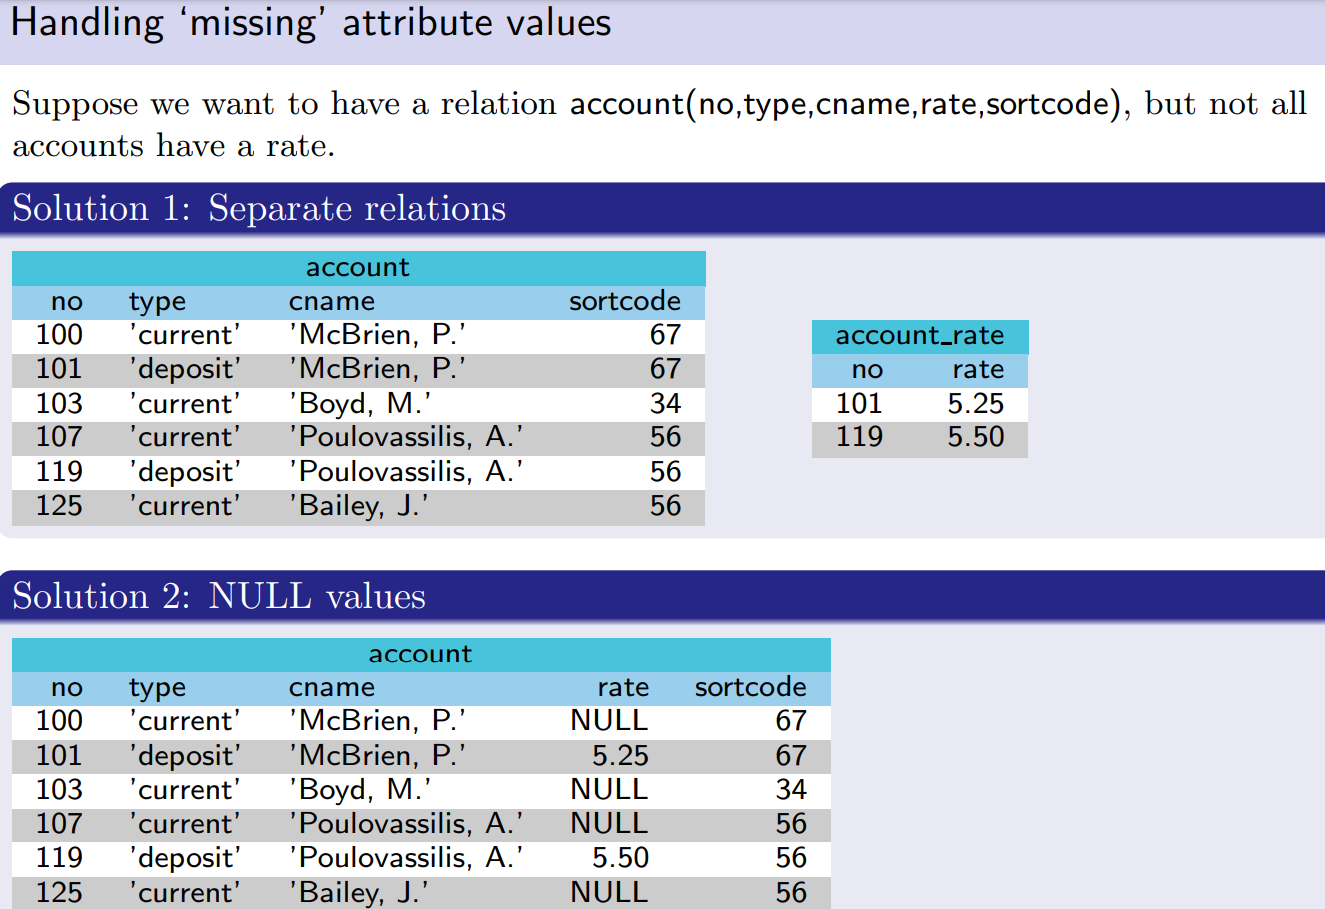 Handling ‘missing’ attribute values
Suppose we want to have a relation account(no,type,cname,rate,sortcode), but not all
accounts have a rate.
Solution 1: Separate relations
account
no type cname sortcode
100 ’current’ ’McBrien, P.’ 67
101 ’deposit’ ’McBrien, P.’ 67
103 ’current’ ’Boyd, M.’ 34
107 ’current’ ’Poulovassilis, A.’ 56
119 ’deposit’ ’Poulovassilis, A.’ 56
125 ’current’ ’Bailey, J.’ 56
account_rate
no rate
101 5.25
119 5.50
Solution 2: NULL values
account
no type cname rate sortcode
100 ’current’ ’McBrien, P.’ NULL 67
101 ’deposit’ ’McBrien, P.’ 5.25 67
103 ’current’ ’Boyd, M.’ NULL 34
107 ’current’ ’Poulovassilis, A.’ NULL 56
119 ’deposit’ ’Poulovassilis, A.’ 5.50 56
125 ’current’ ’Bailey, J.’ NULL 56